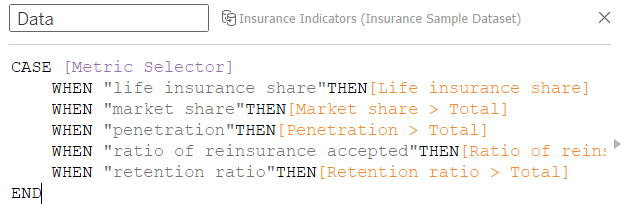 Data
Insurance Indicators (Insurance Sample Dataset)
CASE [Metric Selector]
WHEN "life insurance share"THEN[Life insurance share]
WHEN "market share"THEN[Market share > Total]
WHEN "penetration"THEN[Penetration > Total]
WHEN "ratio of reinsurance accepted"THEN[Ratio of reins
WHEN "retention ratio"THEN[Retention ratio > Total]
END